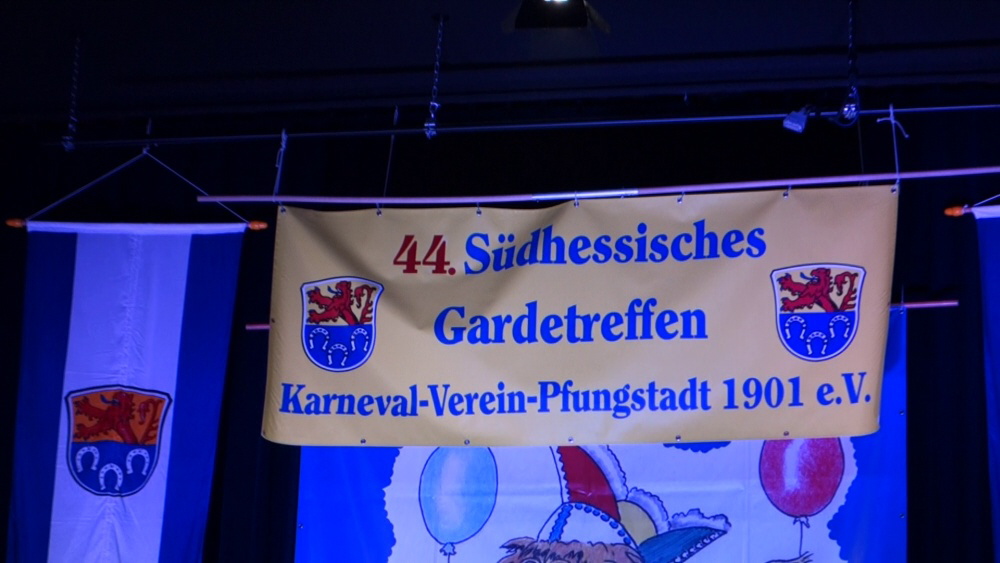 44. Südhessisches
Gardetreffen
Karneval-Verein-Pfungstadt 1901 e.V.